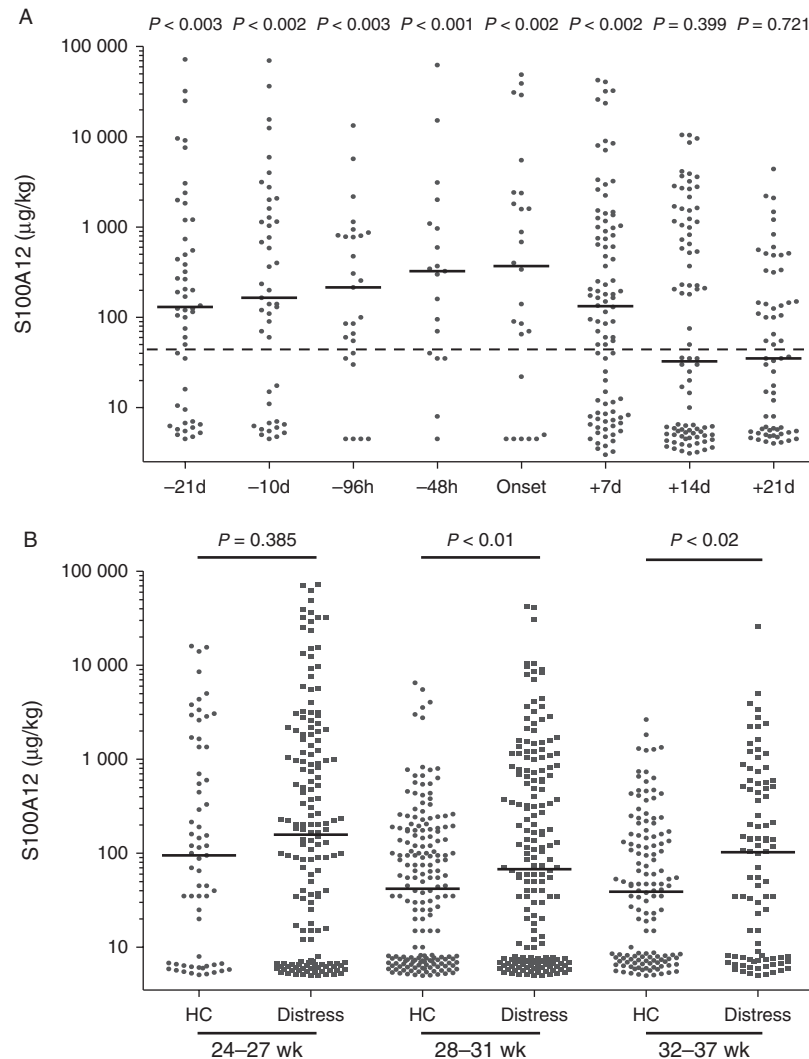 A
P < 0.003 P < 0.002 P < 0.003 P < 0.001 P < 0.002 P < 0.002 P = 0.399 P = 0.721
S100A12 (µg/kg)
100 000
10 000
1 000
100
10
–21d –10d –96h –48h Onset +7d +14d +21d
B
P = 0.385 P < 0.01 P < 0.02
S100A12 (µg/kg)
100 000
10 000
1 000
100
10
HC Distress HC Distress HC Distress
24–27 wk 28–31 wk 32–37 wk